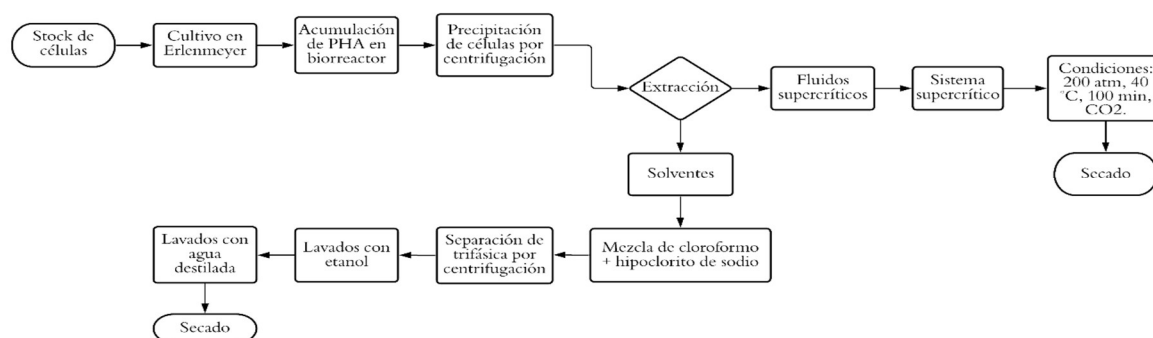 Stock de
células
Cultivo en
Erlenmeyer
Acumulación
de PHA en
biorreactor
Precipitación
de células por
centrifugación
Extracción
Fluidos
supercríticos
Sistema
supercrítico
Condiciones:
200 atm, 40
°C, 100 min,
CO2.
Secado
Solventes
Mezcla de cloroformo
+ hipoclorito de sodio
Separación de
trifásica por
centrifugación
Lavados con
etanol
Lavados con
agua
destilada
Secado